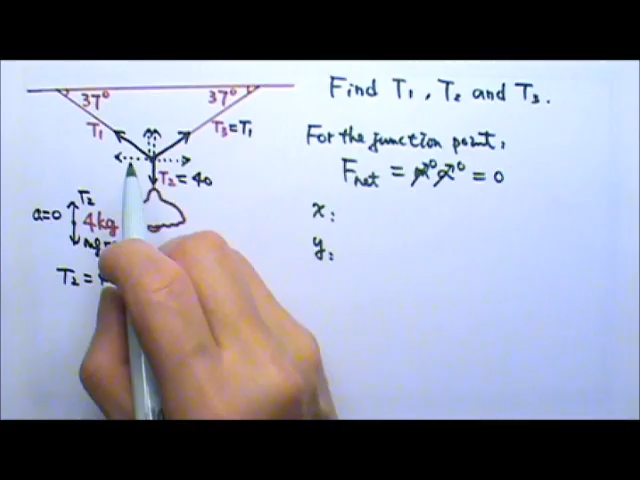 Find T₁, T₂ and T₃.
37° 37°
T₁ T₃=T₁
For the junction point:
T₂ = 40
F net = = 0
T₂
a=0 4kg
x:
y:
T₂ =